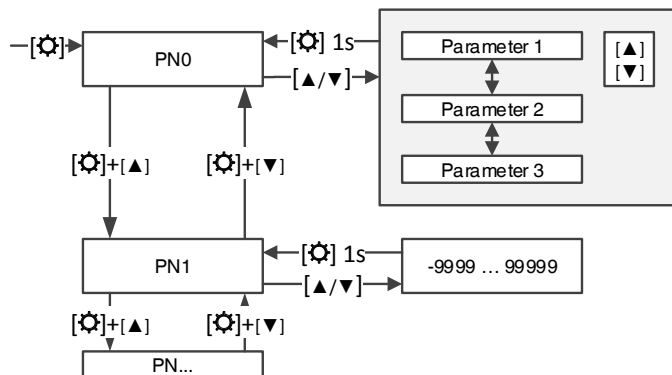 [⛭] 1s
Parameter 1
[▲]
[▼]
[⛭]
PN0
[▲/▼]
Parameter 2
[⛭]+[▲]
[⛭]+[▼]
Parameter 3
[⛭] 1s
PN1
-9999 ... 99999
[▲/▼]
[⛭]+[▲]
[⛭]+[▼]
PN...